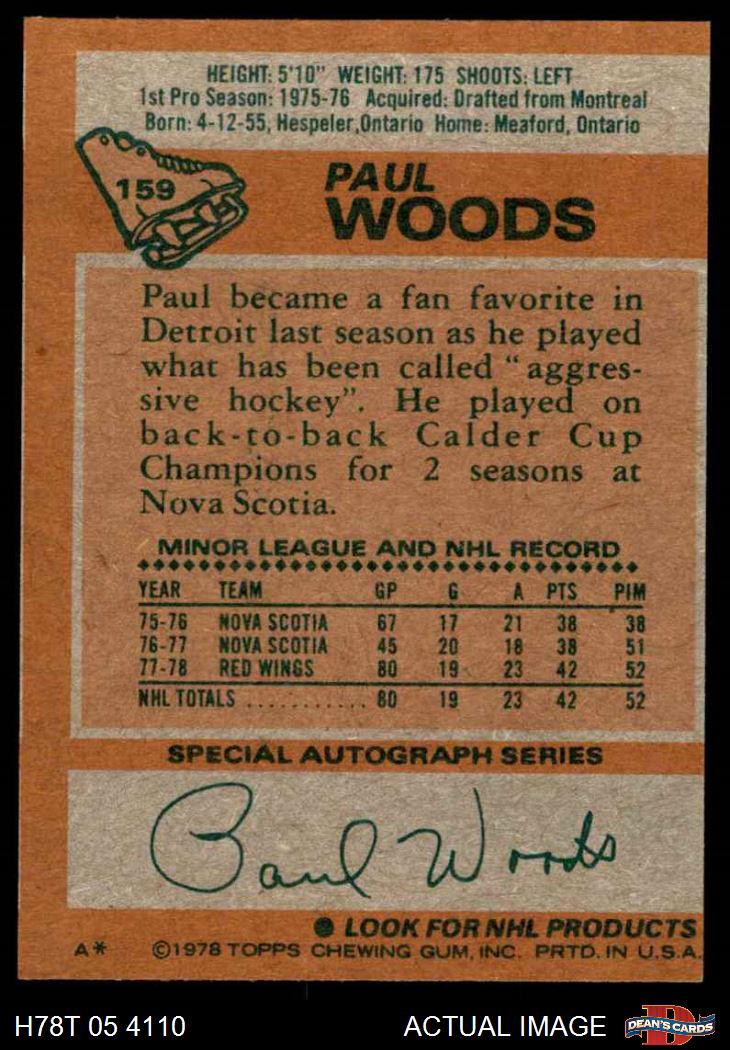 HEIGHT: 5'10" WEIGHT: 175 SHOOTS: LEFT
1st Pro Season: 1975-76 Acquired: Drafted from Montreal
Born: 4-12-55, Hespeler, Ontario Home: Meaford, Ontario
159
PAUL
WOODS
Paul became a fan favorite in
Detroit last season as he played
what has been called "aggres-
sive hockey". He played on
back-to-back Calder Cup
Champions for 2 seasons at
Nova Scotia.
MINOR LEAGUE AND NHL RECORD
YEAR TEAM GP G A PTS PIM
75-76 NOVA SCOTIA 67 17 21 38 38
76-77 NOVA SCOTIA 45 20 18 38 51
77-78 RED WINGS 80 19 23 42 52
NHL TOTALS ........... 80 19 23 42 52
SPECIAL AUTOGRAPH SERIES
Paul Woods
● LOOK FOR NHL PRODUCTS
A* ©1978 TOPPS CHEWING GUM, INC. PRTD. IN U.S.A.
H78T 05 4110 ACTUAL IMAGE
D
DEAN'S CARDS